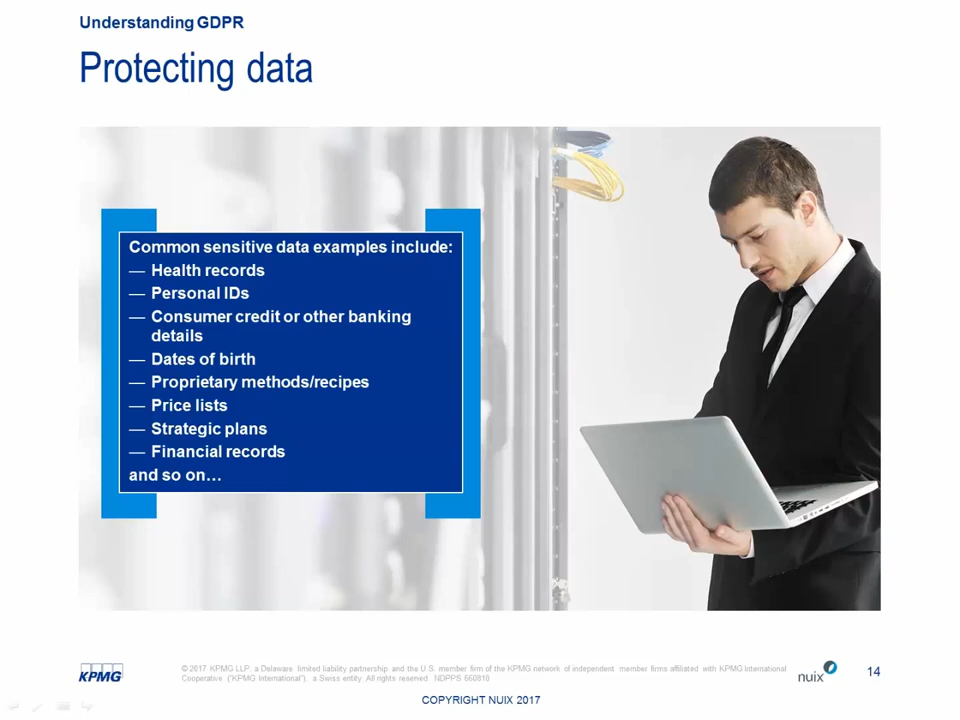 Understanding GDPR
Protecting data
Common sensitive data examples include:
— Health records
— Personal IDs
— Consumer credit or other banking
details
— Dates of birth
— Proprietary methods/recipes
— Price lists
— Strategic plans
— Financial records
and so on…
KPMG
© 2017 KPMG LLP, a Delaware limited liability partnership and the U.S. member firm of the KPMG network of independent member firms affiliated with KPMG International
Cooperative (“KPMG International”), a Swiss entity. All rights reserved. NDPPS 660810
nuix
14
COPYRIGHT NUIX 2017